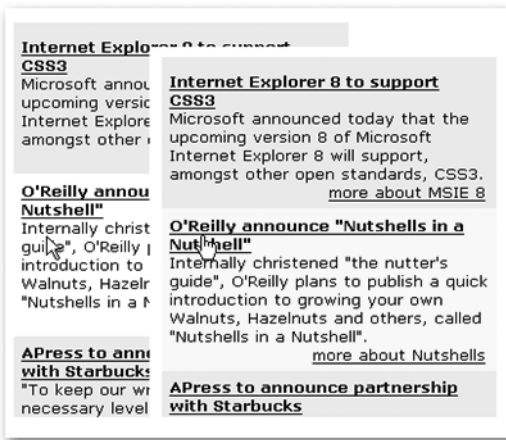 Internet Explorer 8 to support
CSS3
Microsoft annou
upcoming versic
Internet Explore
amongst other
O'Reilly annou
Nutshell"
Internally christ
guide", O'Reilly
introduction to
Walnuts, Hazelr
"Nutshells in a N
APress to anno
with Starbucks
"To keep our wr
necessary level
Internet Explorer 8 to support
CSS3
Microsoft announced today that the
upcoming version 8 of Microsoft
Internet Explorer 8 will support,
amongst other open standards, CSS3.
more about MSIE 8
O'Reilly announce "Nutshells in a
Nutshell"
Internally christened "the nutter's
guide", O'Reilly plans to publish a quick
introduction to growing your own
Walnuts, Hazelnuts and others, called
"Nutshells in a Nutshell".
more about Nutshells
APress to announce partnership
with Starbucks